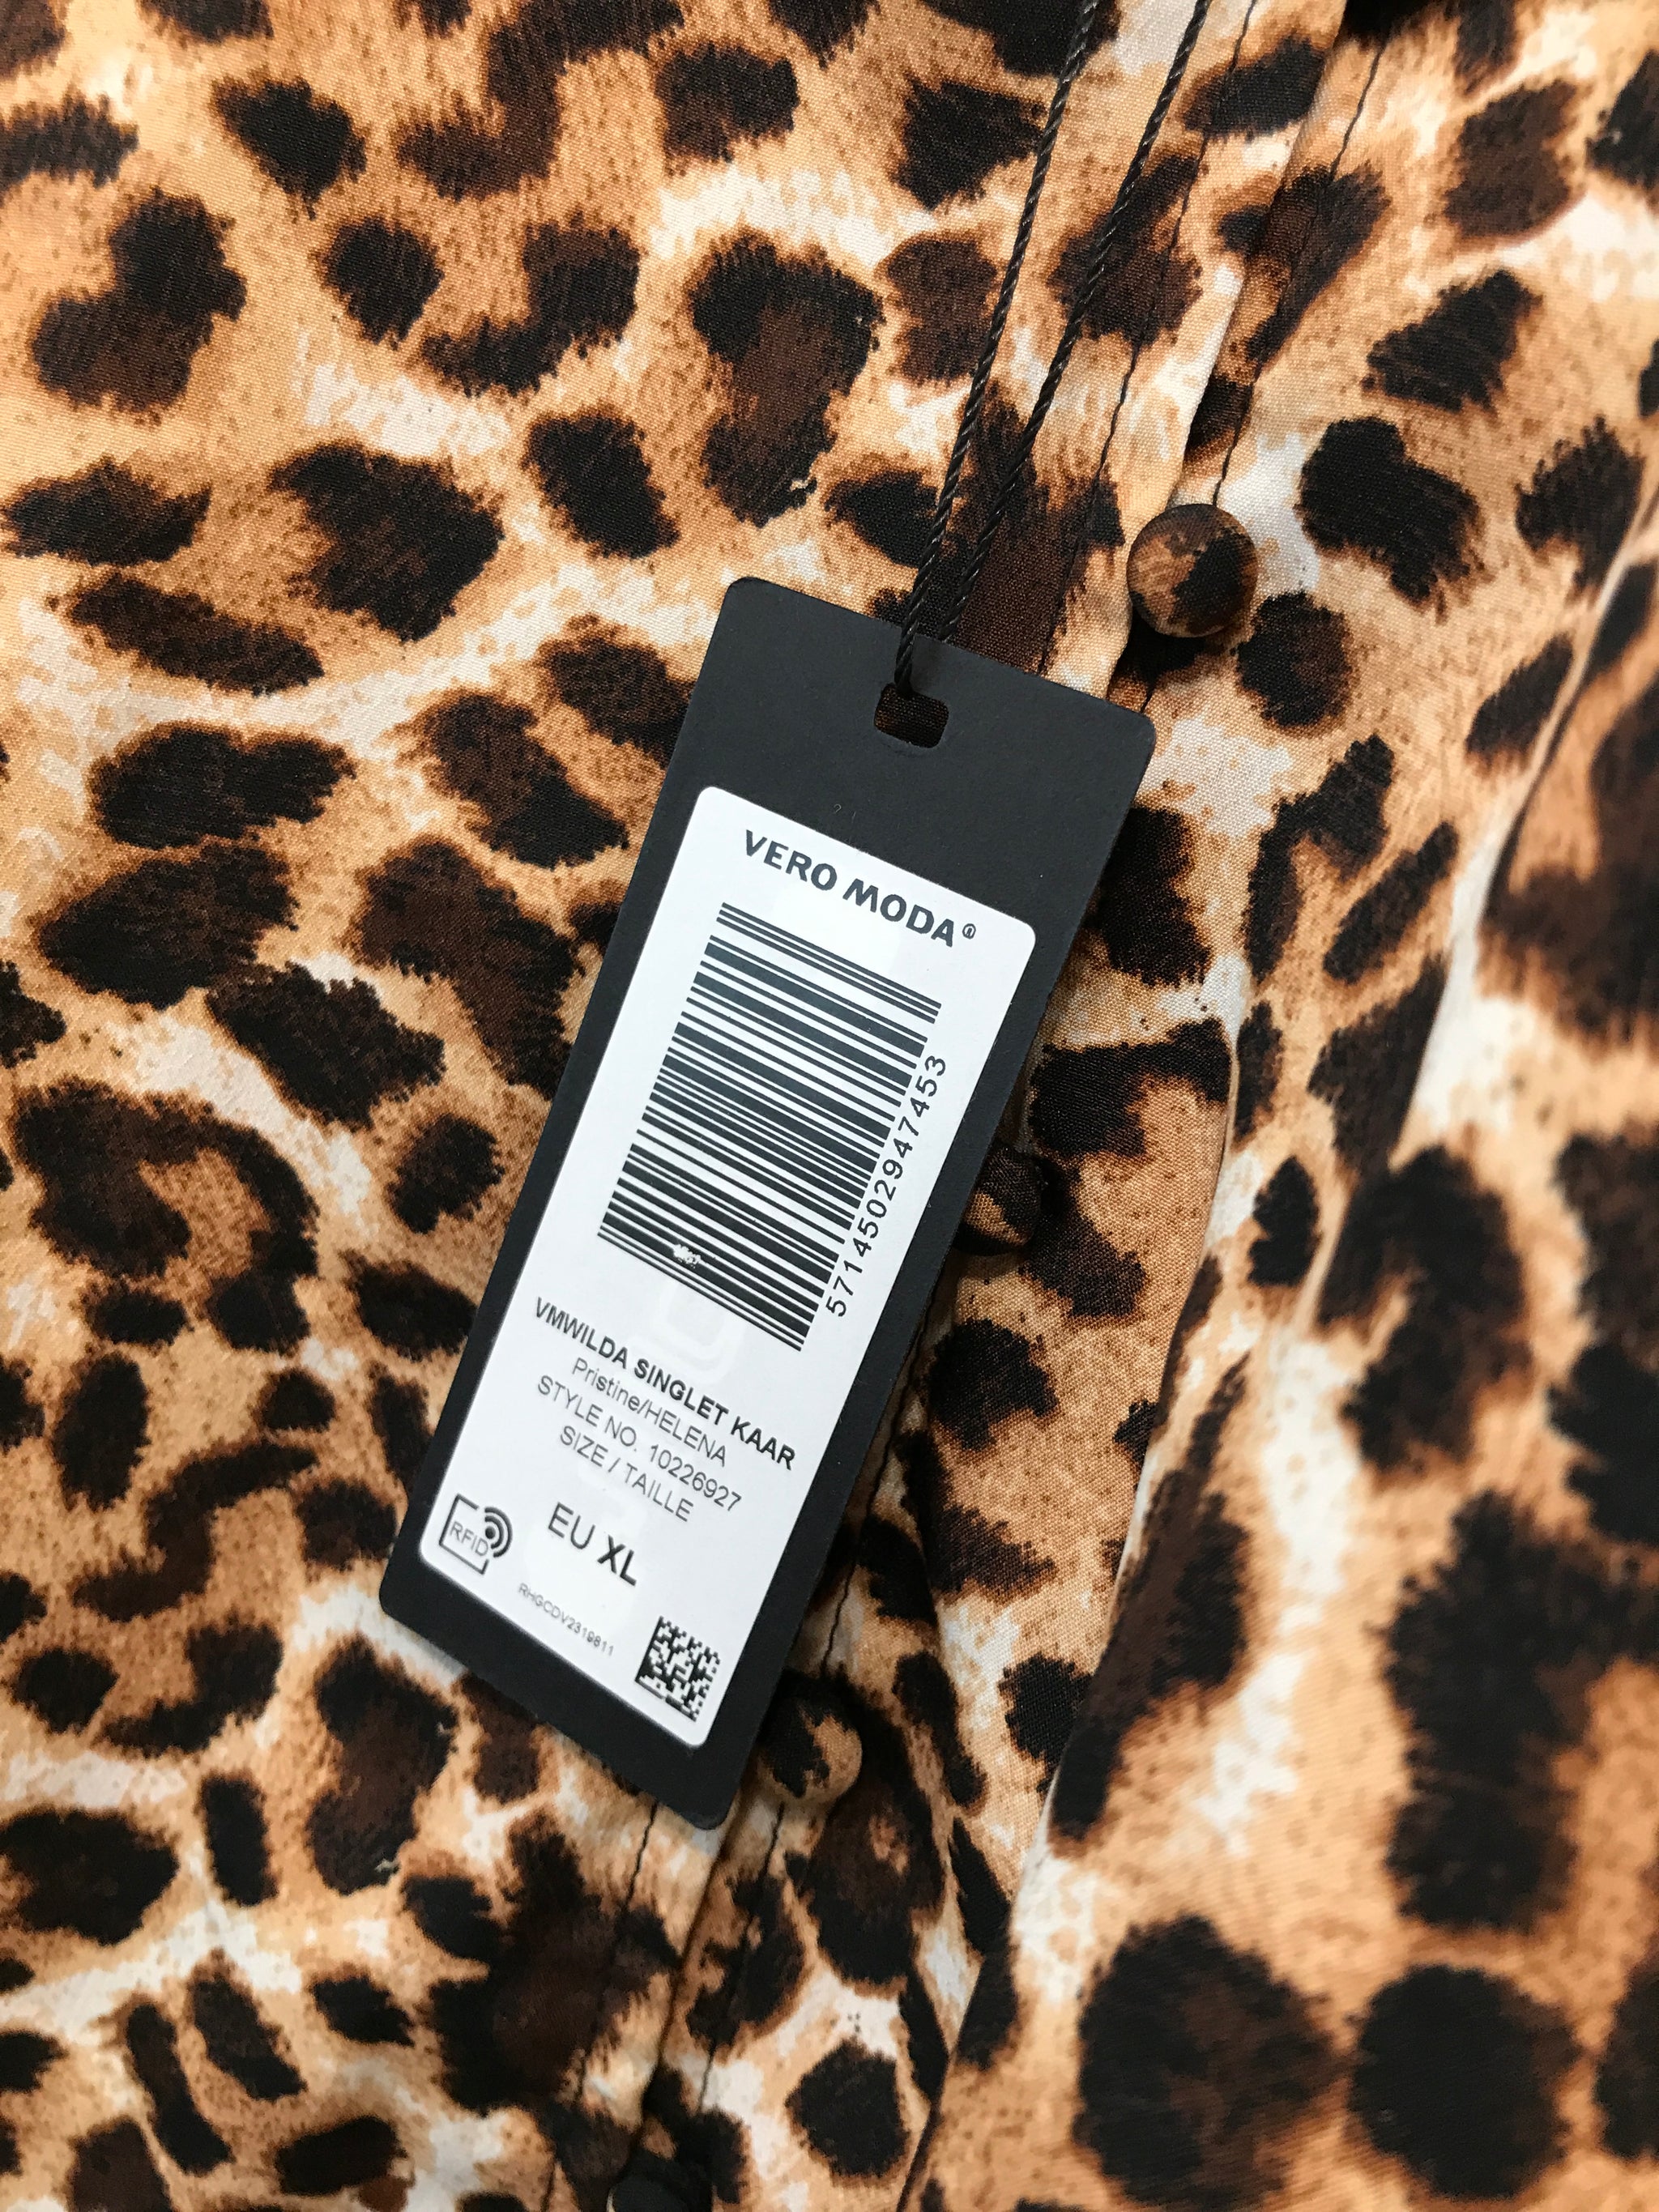 VERO MODA®
5714502947453
VMWILDA SINGLET KAAR
Pristine/HELENA
STYLE NO. 10226927
SIZE / TAILLE
EU XL
RFID
RHGCDV2319811